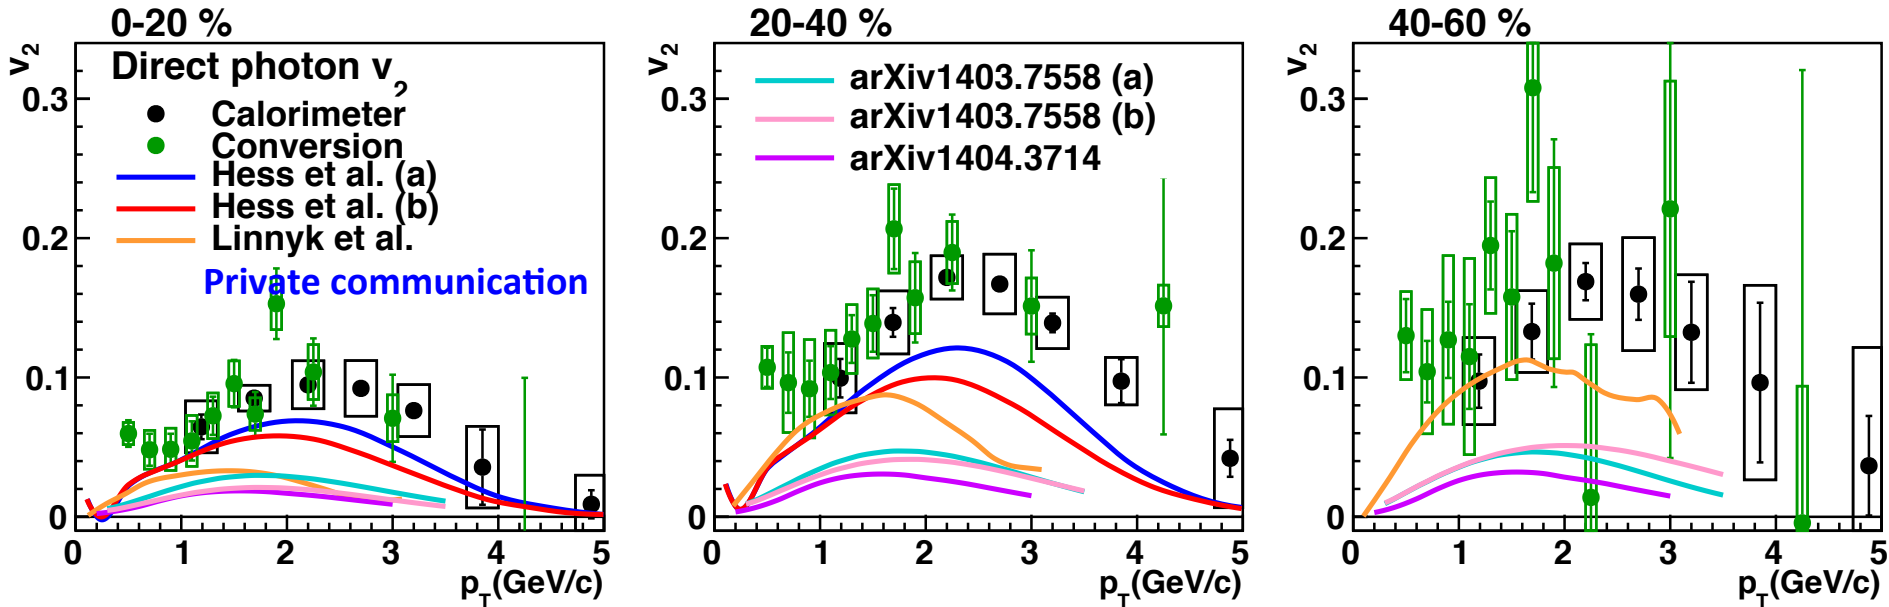 0-20 %
v2
Direct photon v2
Calorimeter
Conversion
Hess et al. (a)
Hess et al. (b)
Linnyk et al.
Private communication
0.3
0.2
0.1
0
0 1 2 3 4 5
pT(GeV/c)
20-40 %
v2
arXiv1403.7558 (a)
arXiv1403.7558 (b)
arXiv1404.3714
0.3
0.2
0.1
0
0 1 2 3 4 5
pT(GeV/c)
40-60 %
v2
0.3
0.2
0.1
0
0 1 2 3 4 5
pT(GeV/c)